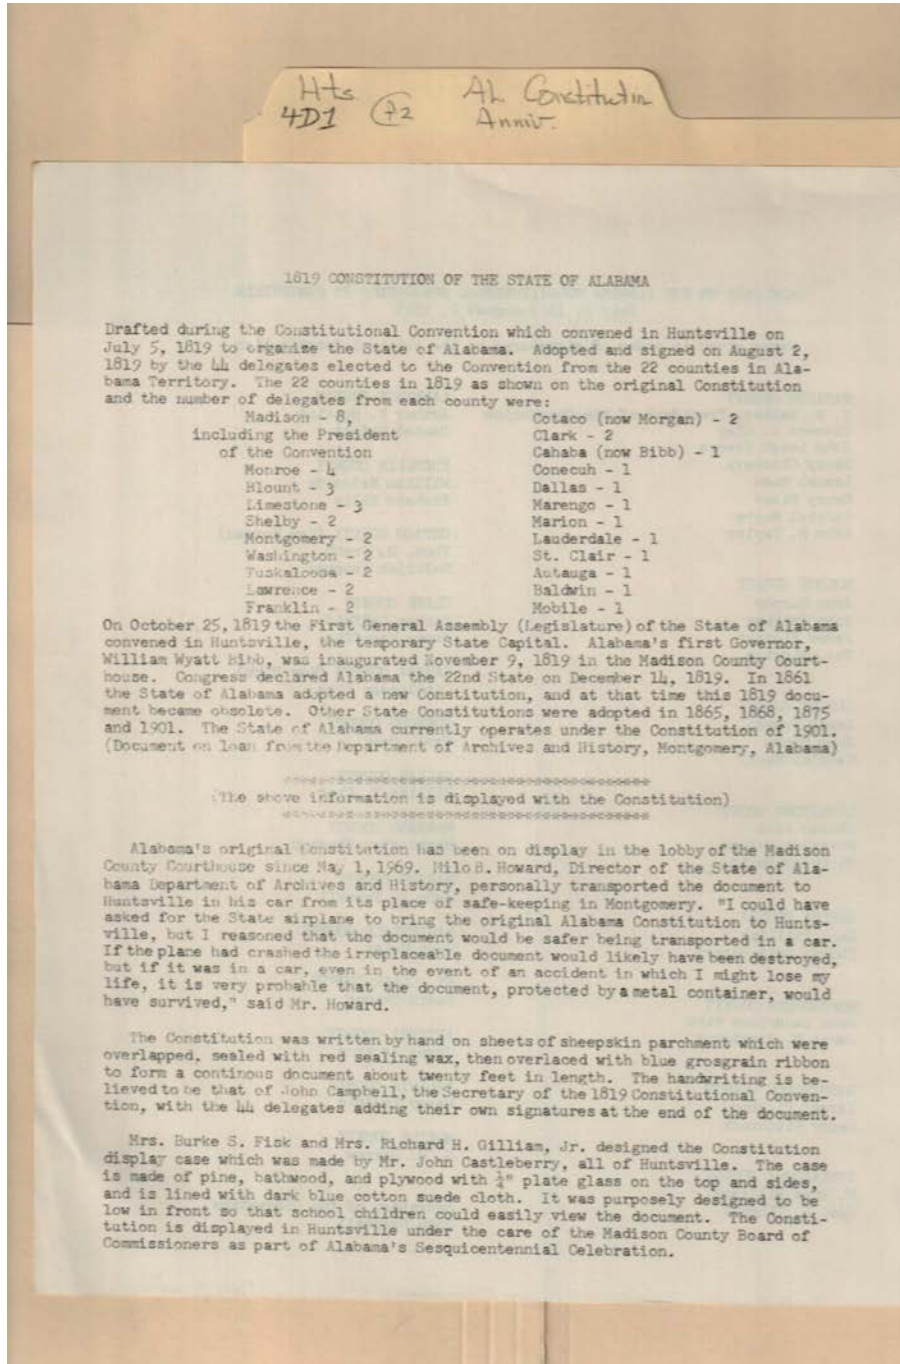 Hts AL Constitution
4D1 72 Anniv.
1819 CONSTITUTION OF THE STATE OF ALABAMA
Drafted during the Constitutional Convention which convened in Huntsville on
July 5, 1819 to organize the State of Alabama. Adopted and signed on August 2,
1819 by the 44 delegates elected to the Convention from the 22 counties in Ala-
bama Territory. The 22 counties in 1819 as shown on the original Constitution
and the number of delegates from each county were:
Madison - 8,
including the President
of the Convention
Monroe - 4
Blount - 3
Limestone - 3
Shelby - 2
Montgomery - 2
Washington - 2
Tuskaloosa - 2
Lawrence - 2
Franklin - 2
Cotaco (now Morgan) - 2
Clark - 2
Cahaba (now Bibb) - 1
Conecuh - 1
Dallas - 1
Marengo - 1
Marion - 1
Lauderdale - 1
St. Clair - 1
Autauga - 1
Baldwin - 1
Mobile - 1
On October 25, 1819 the First General Assembly (Legislature) of the State of Alabama
convened in Huntsville, the temporary State Capital. Alabama's first Governor,
William Wyatt Bibb, was inaugurated November 9, 1819 in the Madison County Court-
house. Congress declared Alabama the 22nd State on December 14, 1819. In 1861
the State of Alabama adopted a new Constitution, and at that time this 1819 docu-
ment became obsolete. Other State Constitutions were adopted in 1865, 1868, 1875
and 1901. The State of Alabama currently operates under the Constitution of 1901.
(Document on loan from the Department of Archives and History, Montgomery, Alabama)
(The above information is displayed with the Constitution)
Alabama's original Constitution has been on display in the lobby of the Madison
County Courthouse since May 1, 1969. Milo B. Howard, Director of the State of Ala-
bama Department of Archives and History, personally transported the document to
Huntsville in his car from its place of safe-keeping in Montgomery. "I could have
asked for the State airplane to bring the original Alabama Constitution to Hunts-
ville, but I reasoned that the document would be safer being transported in a car.
If the plane had crashed the irreplaceable document would likely have been destroyed,
but if it was in a car, even in the event of an accident in which I might lose my
life, it is very probable that the document, protected by a metal container, would
have survived," said Mr. Howard.
The Constitution was written by hand on sheets of sheepskin parchment which were
overlapped, sealed with red sealing wax, then overlaced with blue grosgrain ribbon
to form a continous document about twenty feet in length. The handwriting is be-
lieved to be that of John Campbell, the Secretary of the 1819 Constitutional Conven-
tion, with the 44 delegates adding their own signatures at the end of the document.
Mrs. Burke S. Fisk and Mrs. Richard H. Gilliam, Jr. designed the Constitution
display case which was made by Mr. John Castleberry, all of Huntsville. The case
is made of pine, bathwood, and plywood with ¼" plate glass on the top and sides,
and is lined with dark blue cotton suede cloth. It was purposely designed to be
low in front so that school children could easily view the document. The Consti-
tution is displayed in Huntsville under the care of the Madison County Board of
Commissioners as part of Alabama's Sesquicentennial Celebration.